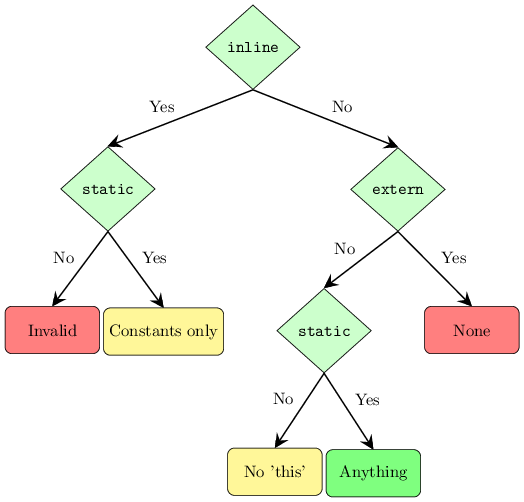 inline
Yes
No
static
extern
No
Yes
No
Yes
Invalid
Constants only
static
None
No
Yes
No 'this'
Anything